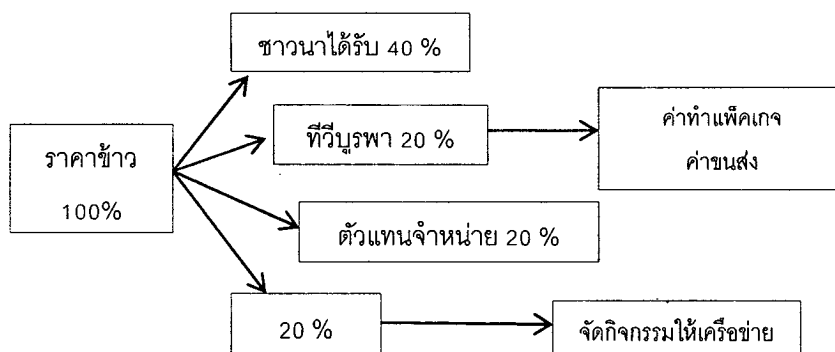 ชาวนาได้รับ 40 %
ราคาข้าว
100%
ทีวีบูรพา 20 %
ค่าทำแพ็คเกจ
ค่าขนส่ง
ตัวแทนจำหน่าย 20 %
20 %
จัดกิจกรรมให้เครือข่าย